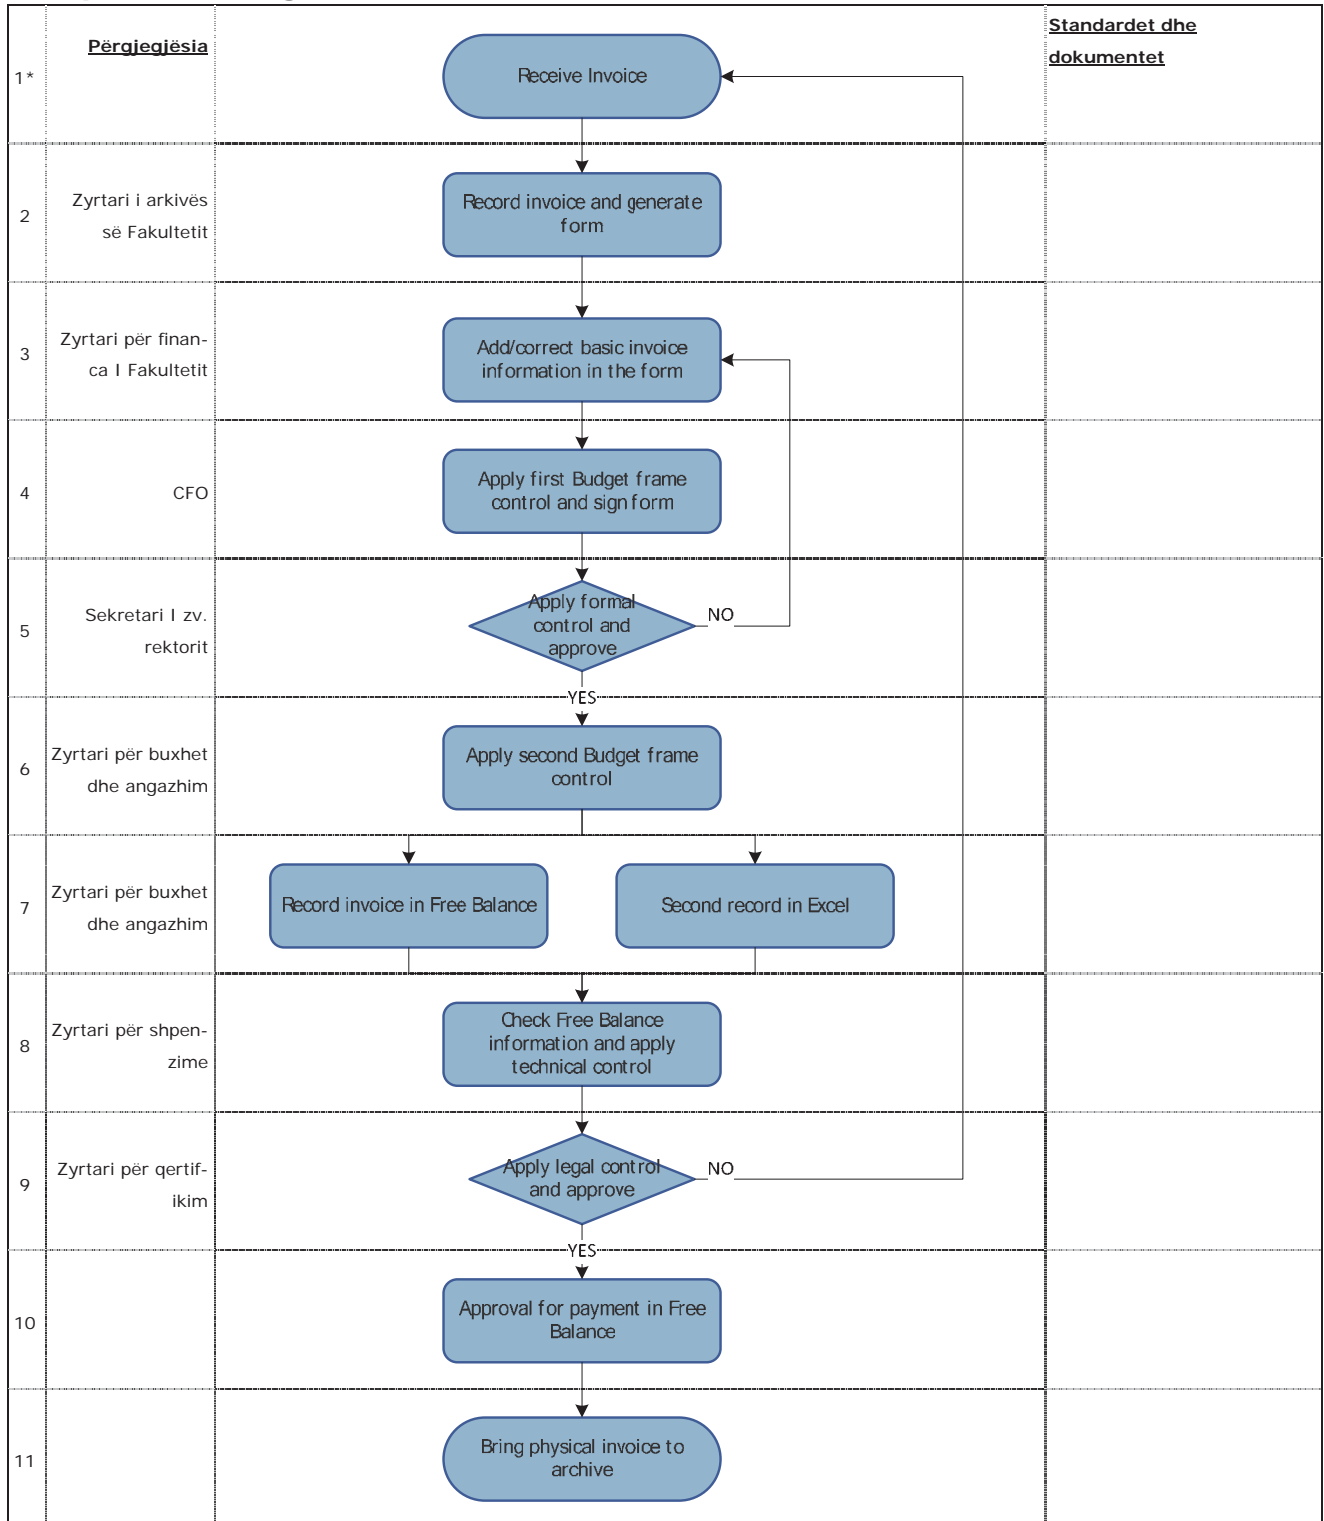 Përgjegjësia
Standardet dhe
dokumentet
1*
Receive Invoice
2
Zyrtari i arkivës
së Fakultetit
Record invoice and generate
form
3
Zyrtari për finan-
ca I Fakultetit
Add/correct basic invoice
information in the form
4
CFO
Apply first Budget frame
control and sign form
5
Sekretari I zv.
rektorit
Apply formal
control and
approve
NO
YES
6
Zyrtari për buxhet
dhe angazhim
Apply second Budget frame
control
7
Zyrtari për buxhet
dhe angazhim
Record invoice in Free Balance
Second record in Excel
8
Zyrtari për shpen-
zime
Check Free Balance
information and apply
technical control
9
Zyrtari për qertif-
ikim
Apply legal control
and approve
NO
YES
10
Approval for payment in Free
Balance
11
Bring physical invoice to
archive